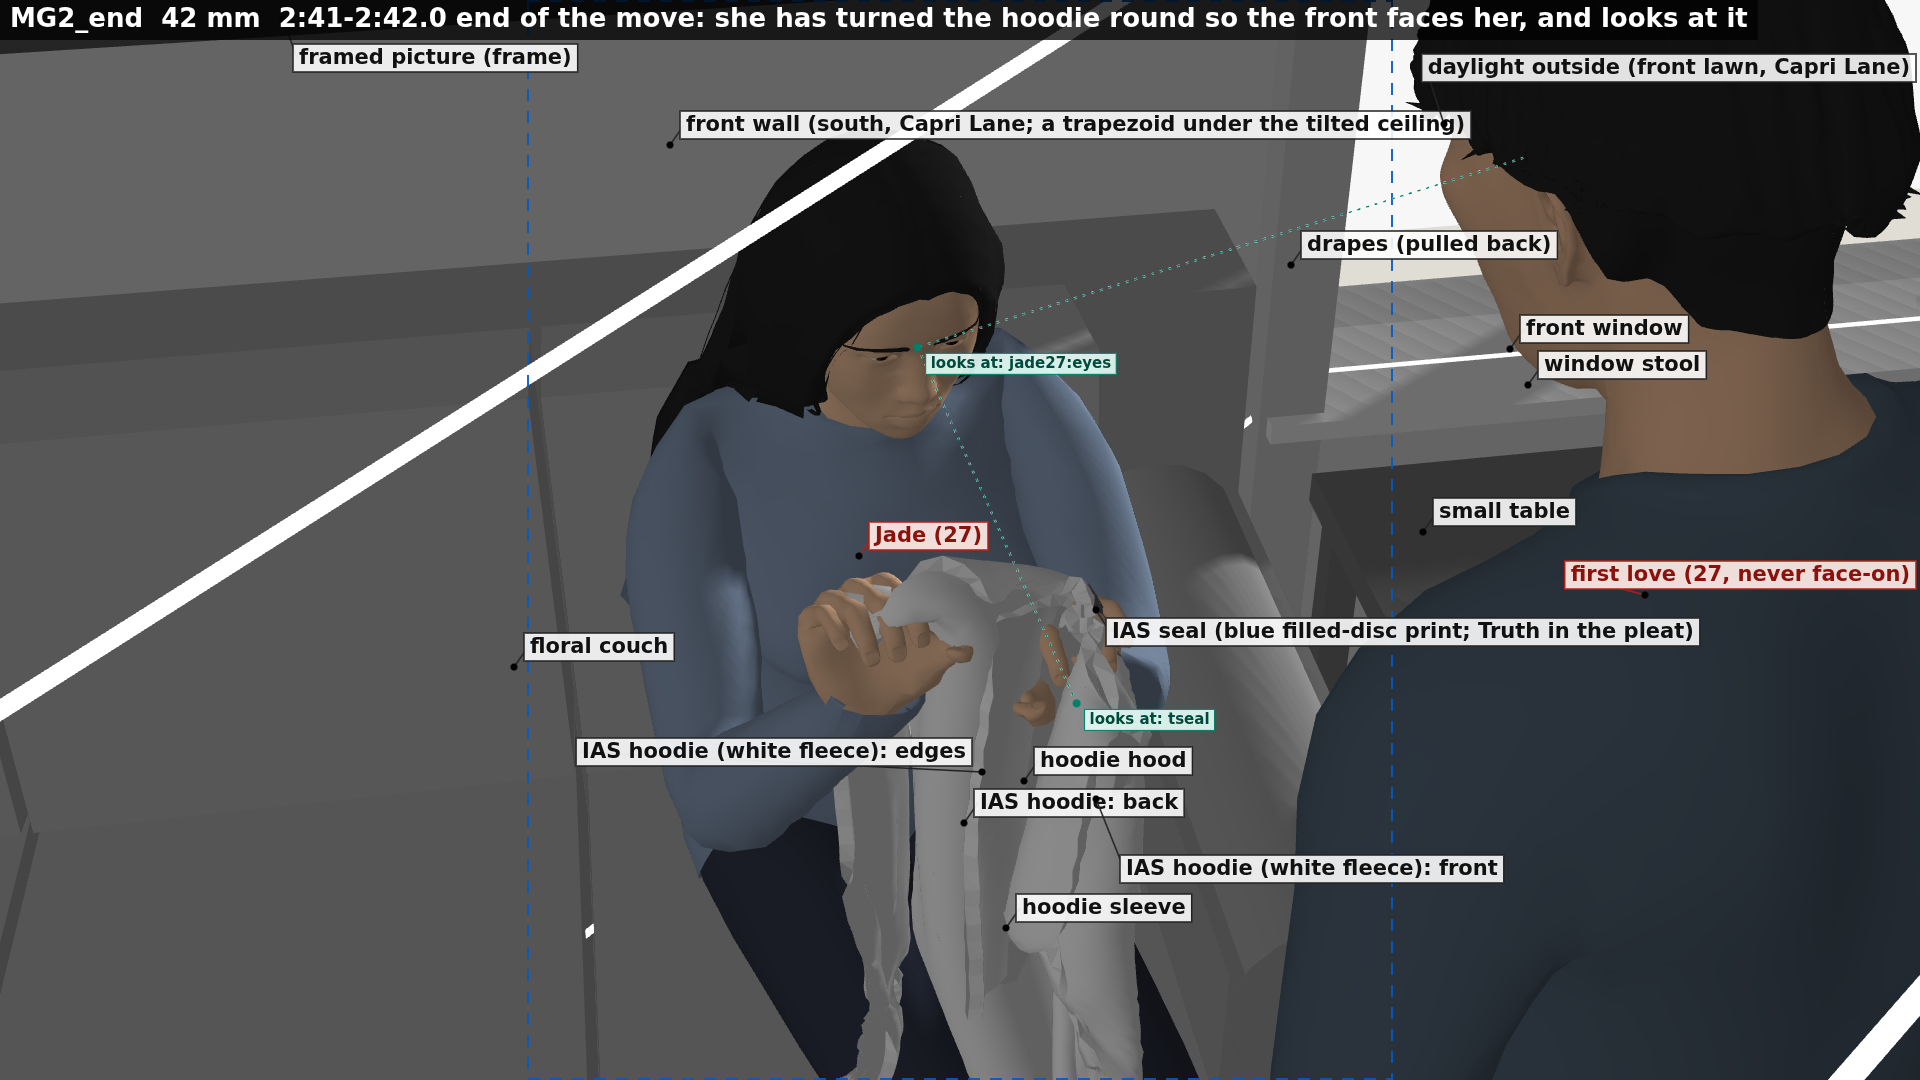 MG2_end 42 mm 2:41-2:42.0 end of the move: she has turned the hoodie round so the front faces her, and looks at it
framed picture (frame)
daylight outside (front lawn, Capri Lane)
front wall (south, Capri Lane; a trapezoid under the tilted ceiling)
drapes (pulled back)
front window
looks at: jade27:eyes
window stool
small table
Jade (27)
first love (27, never face-on)
IAS seal (blue filled-disc print; Truth in the pleat)
floral couch
looks at: tseal
IAS hoodie (white fleece): edges
hoodie hood
IAS hoodie: back
IAS hoodie (white fleece): front
hoodie sleeve